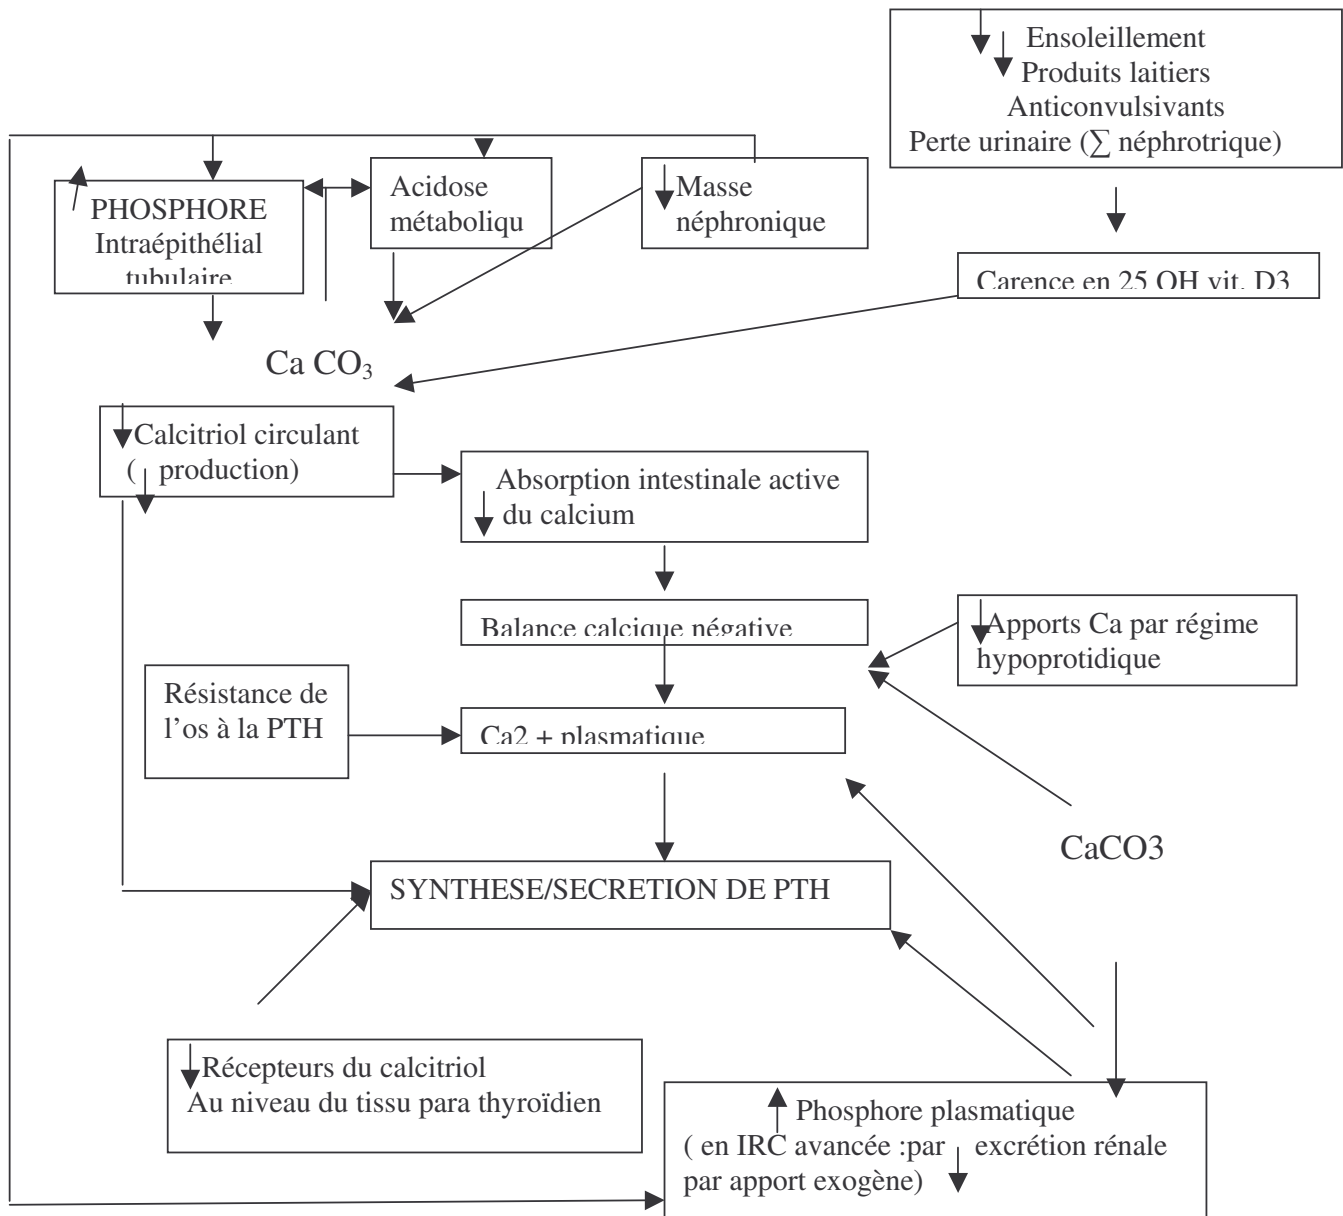 Ensoleillement
Produits laitiers
Anticonvulsivants
Perte urinaire (∑ néphrotrique)
PHOSPHORE
Intraépithélial
tubulaire
Acidose
métaboliqu
Masse
néphronique
Carence en 25 OH vit. D3
Ca CO₃
Calcitriol circulant
( production)
Absorption intestinale active
du calcium
Balance calcique négative
Apports Ca par régime
hypoprotidique
Résistance de
l’os à la PTH
Ca2 + plasmatique
CaCO3
SYNTHESE/SECRETION DE PTH
Récepteurs du calcitriol
Au niveau du tissu para thyroïdien
Phosphore plasmatique
( en IRC avancée :par excrétion rénale
par apport exogène)